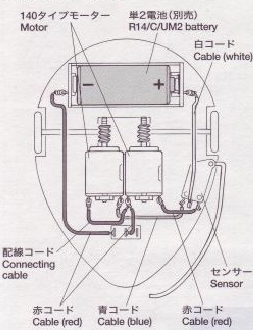 140タイプモーター
Motor
単2電池(別売)
R14/C/UM2 battery
白コード
Cable (white)
−
+
配線コード
Connecting
cable
センサー
Sensor
赤コード
Cable (red)
青コード
Cable (blue)
赤コード
Cable (red)